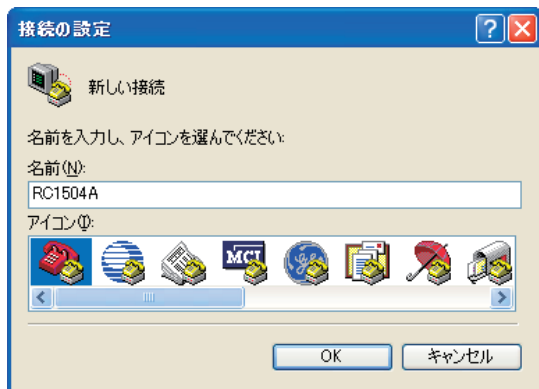 接続の設定
新しい接続
名前を入力し、アイコンを選んでください:
名前(N):
RC1504A
アイコン(I):
MCI
OK
キャンセル